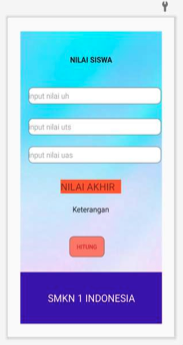 NILAI SISWA
input nilai uh
input nilai uts
input nilai uas
NILAI AKHIR
Keterangan
HITUNG
SMKN 1 INDONESIA